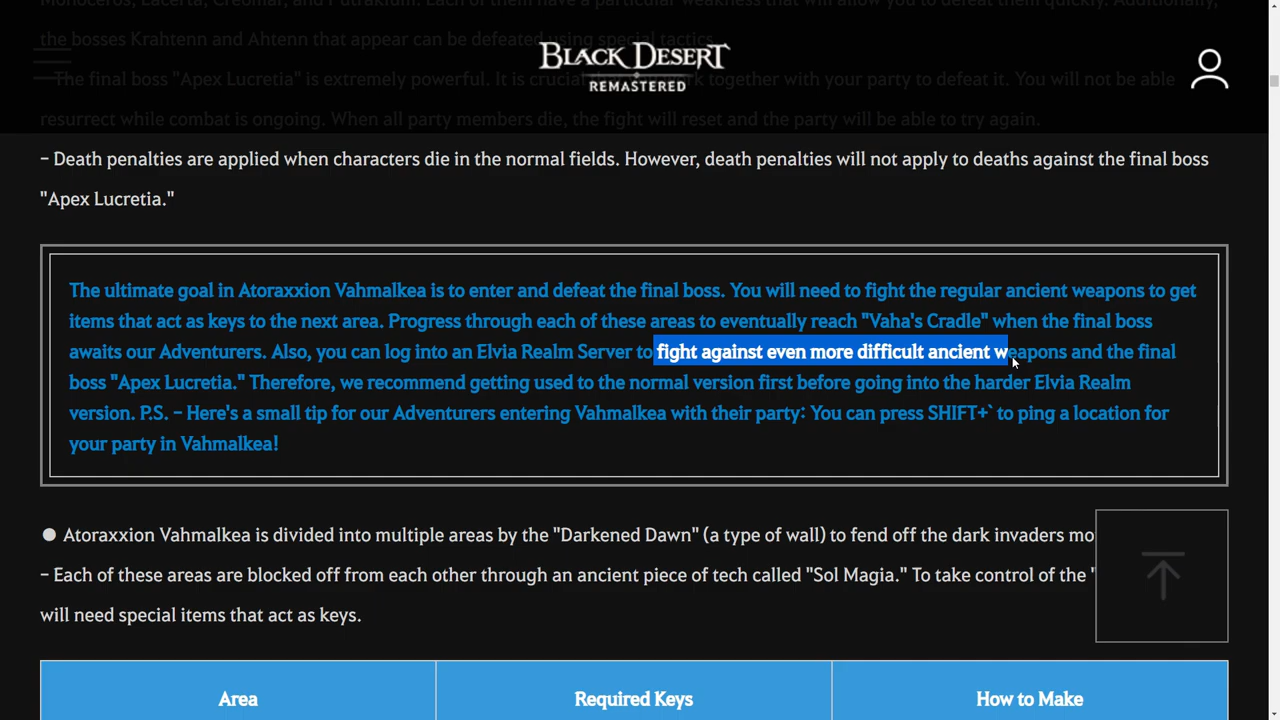 Monoceros, Lacerta, Creomar, and Putrakium. Each of them have a particular weakness that will allow you to defeat them quickly. Additionally,
the bosses Krahtenn and Ahtenn that appear can be defeated using special tactics.
BLACK DESERT
REMASTERED
- The final boss "Apex Lucretia" is extremely powerful. It is crucial work together with your party to defeat it. You will not be able
resurrect while combat is ongoing. When all party members die, the fight will reset and the party will be able to try again.
- Death penalties are applied when characters die in the normal fields. However, death penalties will not apply to deaths against the final boss
"Apex Lucretia."
The ultimate goal in Atoraxxion Vahmalkea is to enter and defeat the final boss. You will need to fight the regular ancient weapons to get
items that act as keys to the next area. Progress through each of these areas to eventually reach "Vaha's Cradle" when the final boss
awaits our Adventurers. Also, you can log into an Elvia Realm Server to fight against even more difficult ancient weapons and the final
boss "Apex Lucretia." Therefore, we recommend getting used to the normal version first before going into the harder Elvia Realm
version. P.S. - Here's a small tip for our Adventurers entering Vahmalkea with their party: You can press SHIFT+` to ping a location for
your party in Vahmalkea!
● Atoraxxion Vahmalkea is divided into multiple areas by the "Darkened Dawn" (a type of wall) to fend off the dark invaders mo
- Each of these areas are blocked off from each other through an ancient piece of tech called "Sol Magia." To take control of the "
will need special items that act as keys.
Area
Required Keys
How to Make